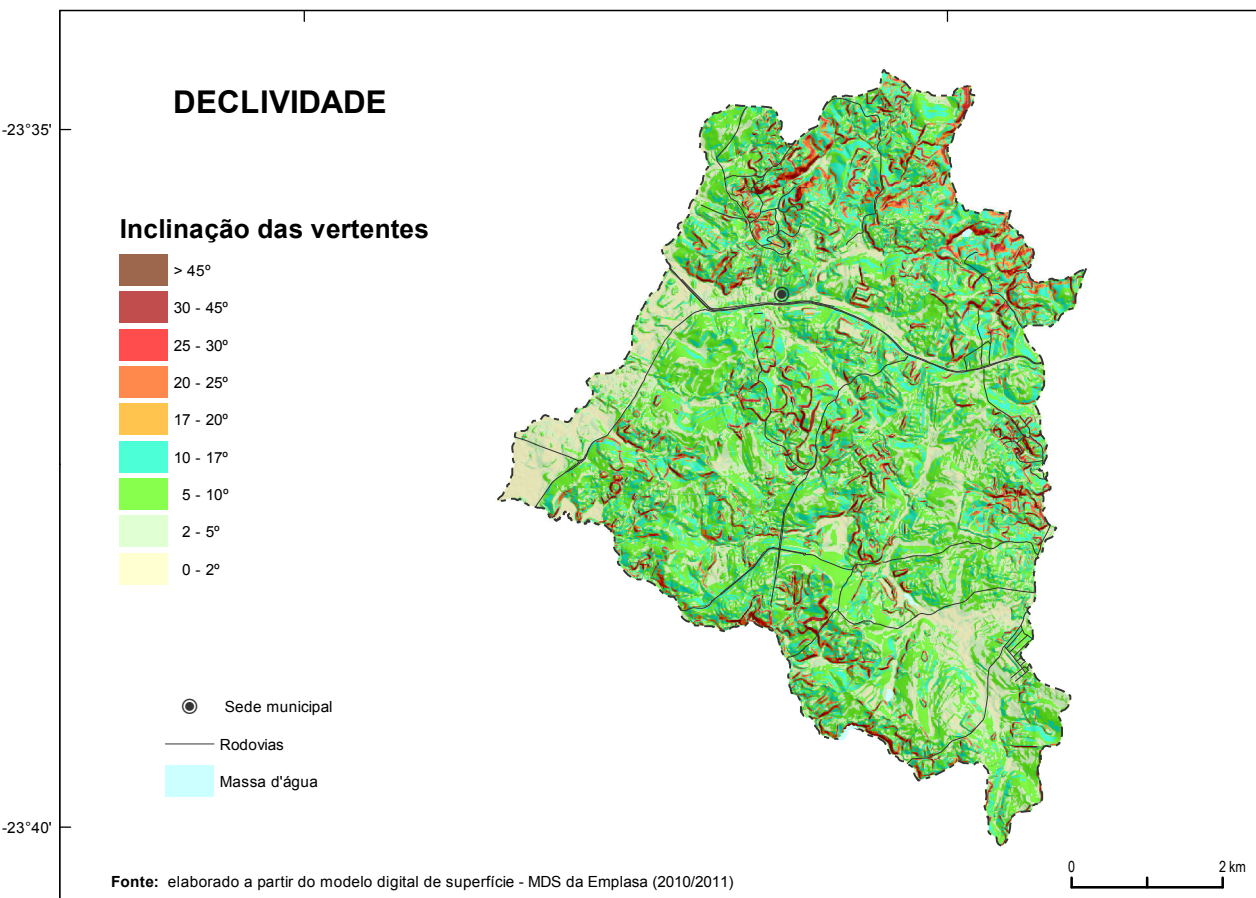 DECLIVIDADE
-23°35'
Inclinação das vertentes
> 45º
30 - 45º
25 - 30º
20 - 25º
17 - 20º
10 - 17º
5 - 10º
2 - 5º
0 - 2º
Sede municipal
Rodovias
Massa d'água
-23°40'
0 2 km
Fonte: elaborado a partir do modelo digital de superfície - MDS da Emplasa (2010/2011)